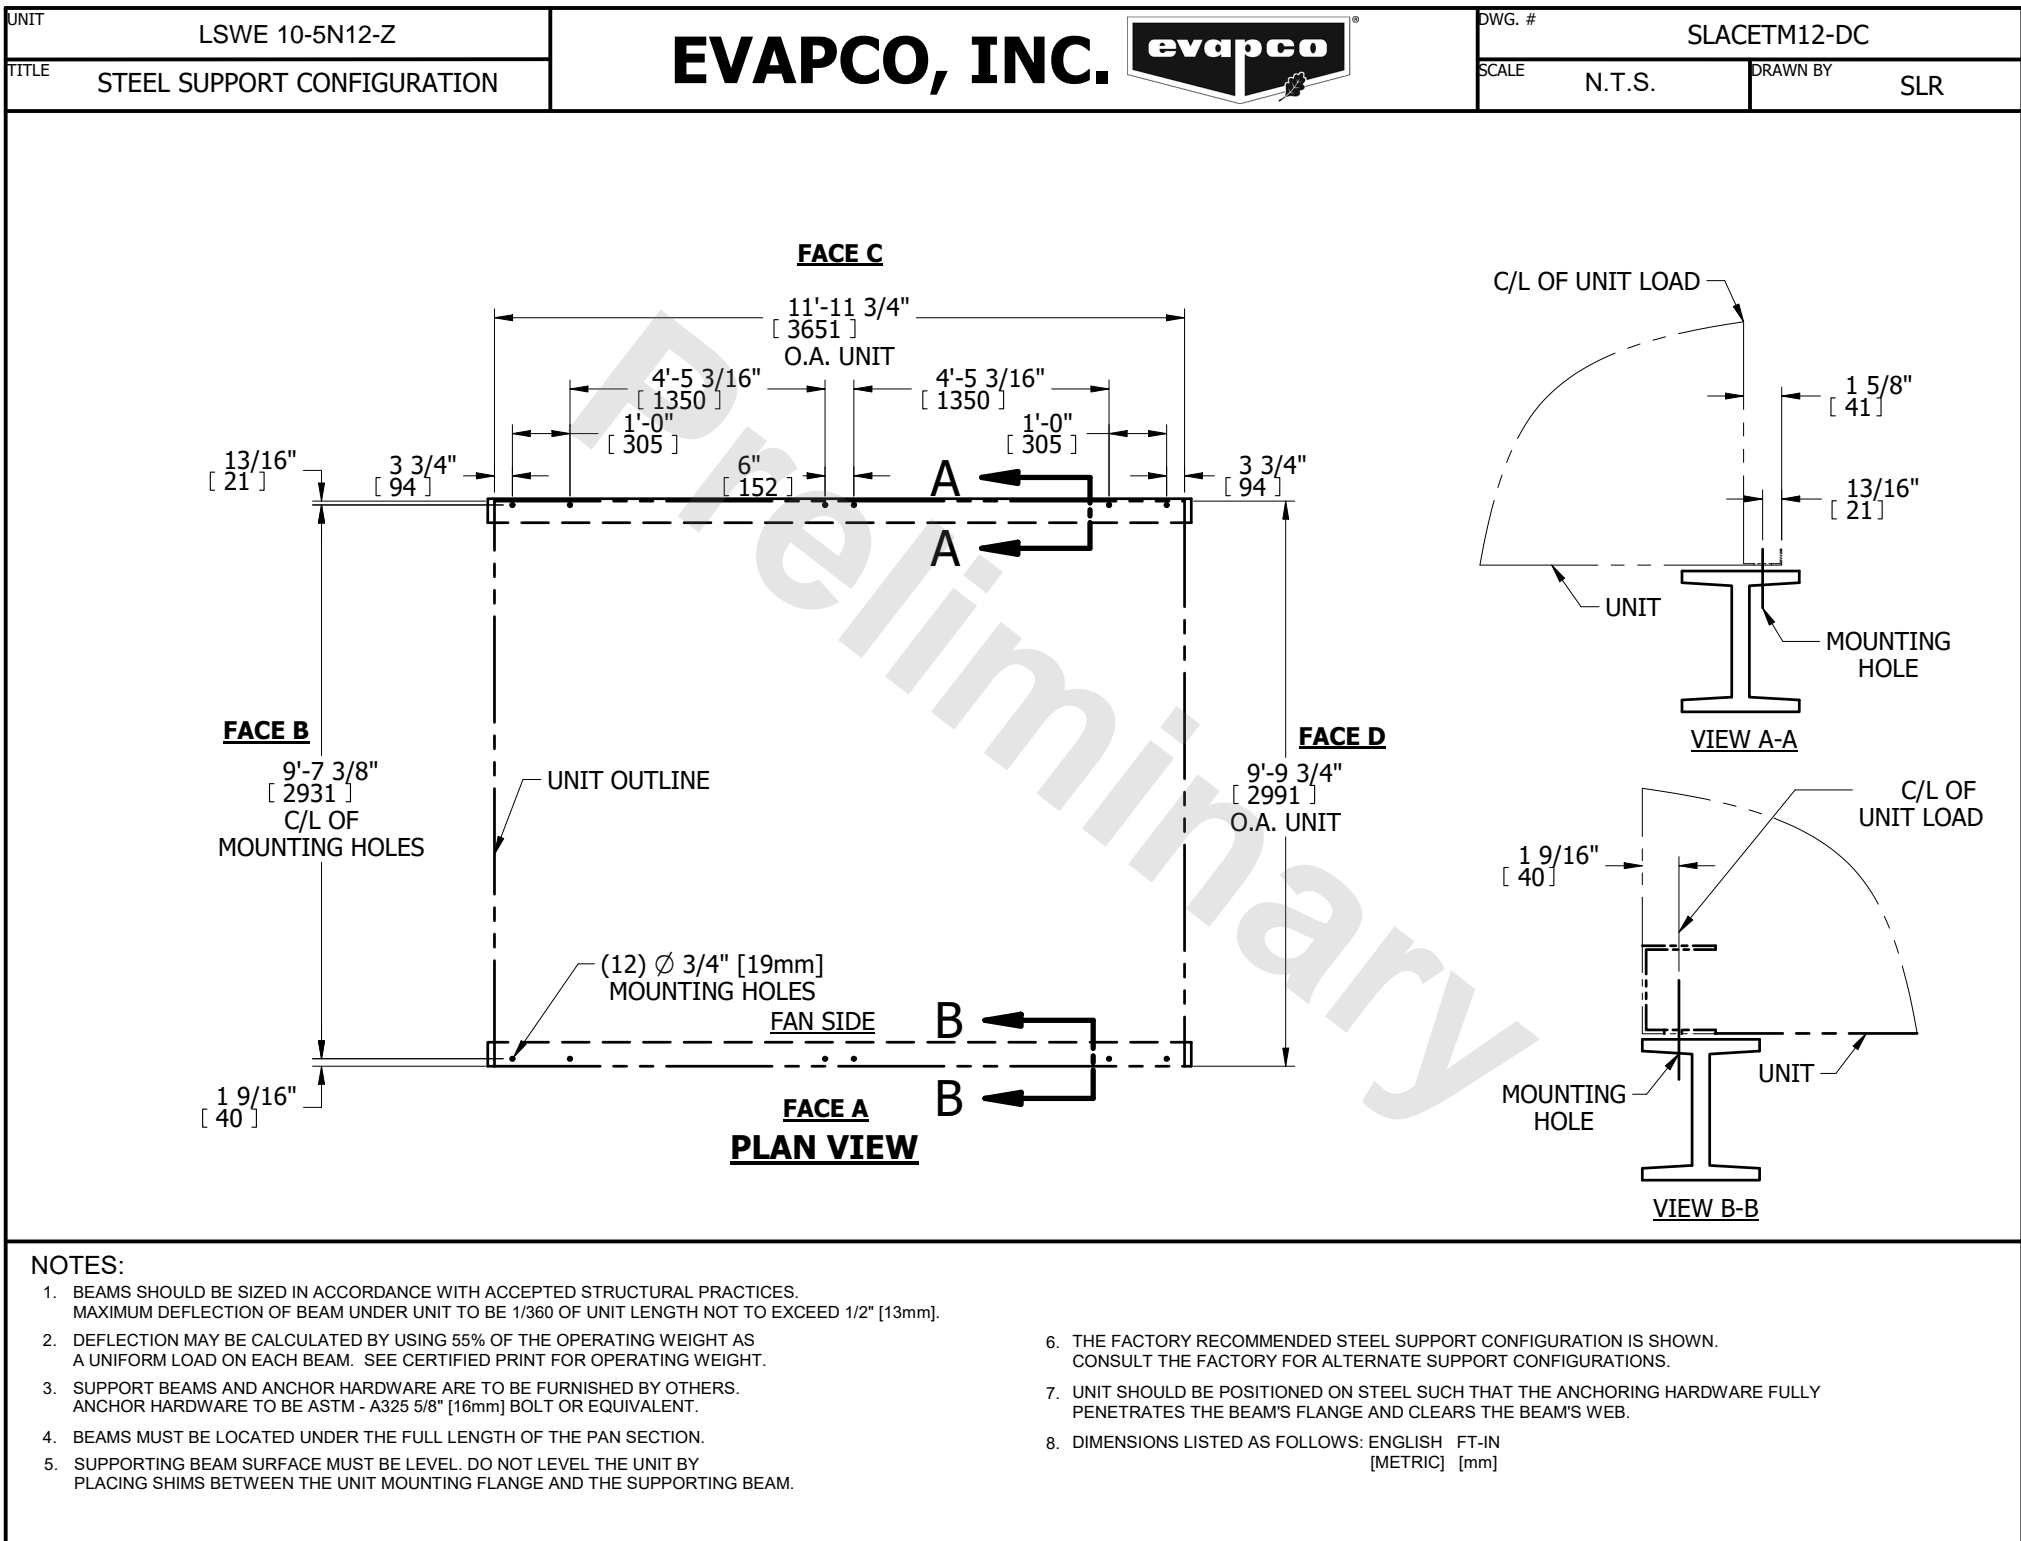 UNIT
LSWE 10-5N12-Z
TITLE
STEEL SUPPORT CONFIGURATION
EVAPCO, INC.
evapco
®
DWG. #
SLACETM12-DC
SCALE
N.T.S.
DRAWN BY
SLR
FACE C
11'-11 3/4"
[ 3651 ]
O.A. UNIT
4'-5 3/16"
[ 1350 ]
4'-5 3/16"
[ 1350 ]
1'-0"
[ 305 ]
1'-0"
[ 305 ]
13/16"
[ 21 ]
3 3/4"
[ 94 ]
6"
[ 152 ]
A
3 3/4"
[ 94 ]
A
FACE B
9'-7 3/8"
[ 2931 ]
C/L OF
MOUNTING HOLES
UNIT OUTLINE
FACE D
9'-9 3/4"
[ 2991 ]
O.A. UNIT
(12) Ø 3/4" [19mm]
MOUNTING HOLES
FAN SIDE
B
B
1 9/16"
[ 40 ]
FACE A
PLAN VIEW
Preliminary
C/L OF UNIT LOAD
1 5/8"
[ 41 ]
13/16"
[ 21 ]
UNIT
MOUNTING
HOLE
VIEW A-A
C/L OF
UNIT LOAD
1 9/16"
[ 40 ]
UNIT
MOUNTING
HOLE
VIEW B-B
NOTES:
1. BEAMS SHOULD BE SIZED IN ACCORDANCE WITH ACCEPTED STRUCTURAL PRACTICES.
MAXIMUM DEFLECTION OF BEAM UNDER UNIT TO BE 1/360 OF UNIT LENGTH NOT TO EXCEED 1/2" [13mm].
2. DEFLECTION MAY BE CALCULATED BY USING 55% OF THE OPERATING WEIGHT AS
A UNIFORM LOAD ON EACH BEAM. SEE CERTIFIED PRINT FOR OPERATING WEIGHT.
3. SUPPORT BEAMS AND ANCHOR HARDWARE ARE TO BE FURNISHED BY OTHERS.
ANCHOR HARDWARE TO BE ASTM - A325 5/8" [16mm] BOLT OR EQUIVALENT.
4. BEAMS MUST BE LOCATED UNDER THE FULL LENGTH OF THE PAN SECTION.
5. SUPPORTING BEAM SURFACE MUST BE LEVEL. DO NOT LEVEL THE UNIT BY
PLACING SHIMS BETWEEN THE UNIT MOUNTING FLANGE AND THE SUPPORTING BEAM.
6. THE FACTORY RECOMMENDED STEEL SUPPORT CONFIGURATION IS SHOWN.
CONSULT THE FACTORY FOR ALTERNATE SUPPORT CONFIGURATIONS.
7. UNIT SHOULD BE POSITIONED ON STEEL SUCH THAT THE ANCHORING HARDWARE FULLY
PENETRATES THE BEAM'S FLANGE AND CLEARS THE BEAM'S WEB.
8. DIMENSIONS LISTED AS FOLLOWS: ENGLISH FT-IN
[METRIC] [mm]